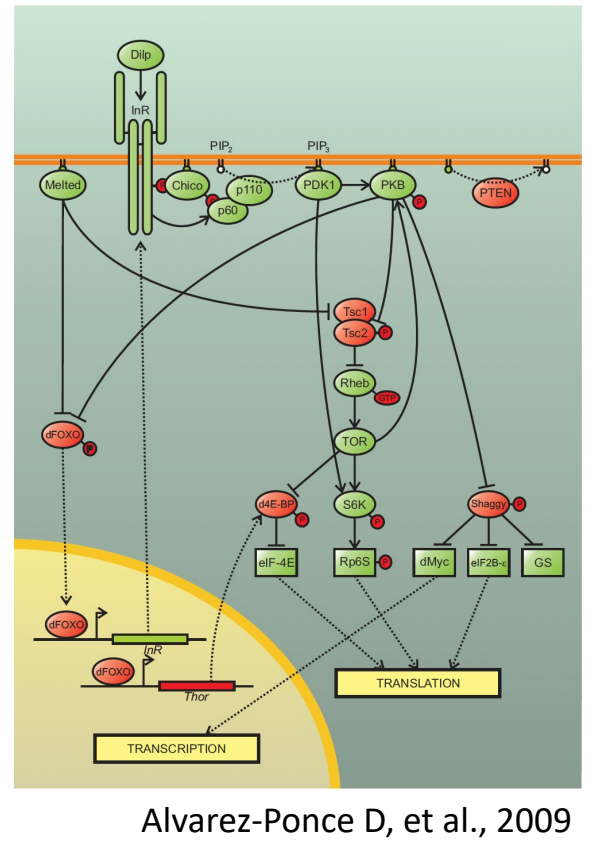 Dilp
InR
PIP2
PIP3
Melted
P
Chico
P
p110
p60
PDK1
PKB
P
PTEN
Tsc1
Tsc2
P
Rheb
GTP
dFOXO
P
TOR
d4E-BP
P
S6K
P
Shaggy
P
eIF-4E
Rp6S
P
dMyc
eIF2B-ε
GS
dFOXO
InR
dFOXO
Thor
TRANSLATION
TRANSCRIPTION
Alvarez-Ponce D, et al., 2009